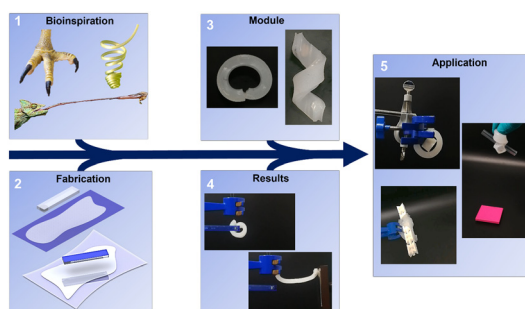 1
Bioinspiration
2
Fabrication
3
Module
4
Results
5
Application